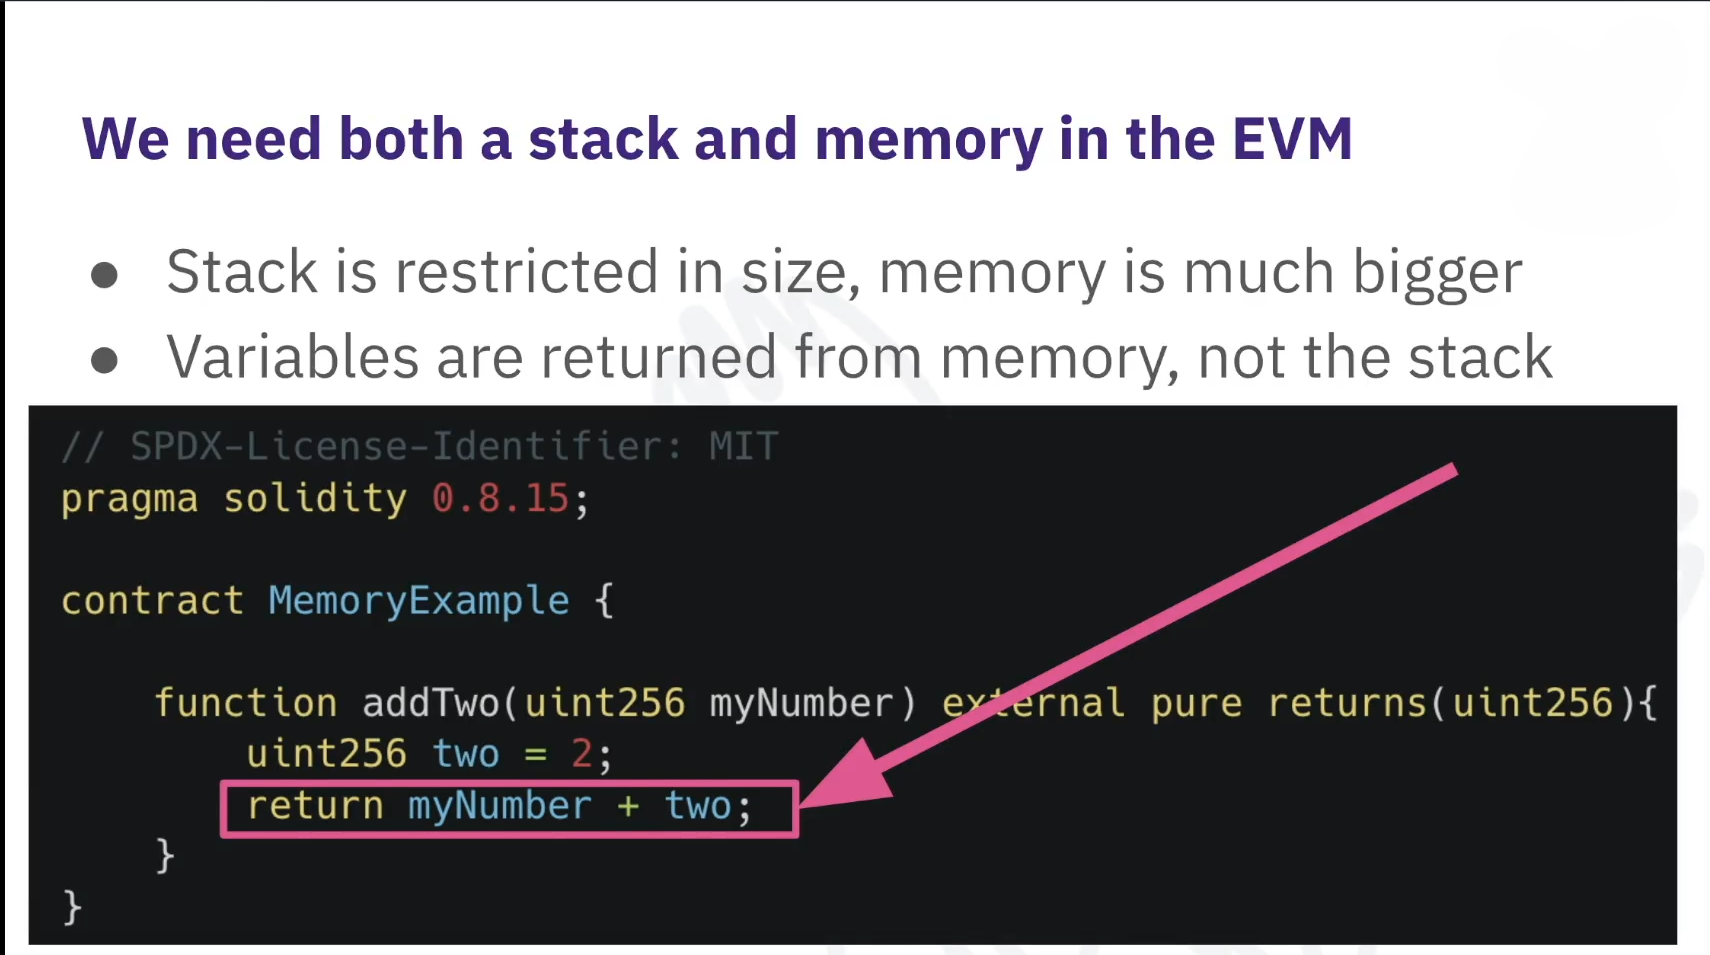 We need both a stack and memory in the EVM
● Stack is restricted in size, memory is much bigger
● Variables are returned from memory, not the stack
// SPDX-License-Identifier: MIT
pragma solidity 0.8.15;
contract MemoryExample {
function addTwo(uint256 myNumber) external pure returns(uint256){
uint256 two = 2;
return myNumber + two;
}
}